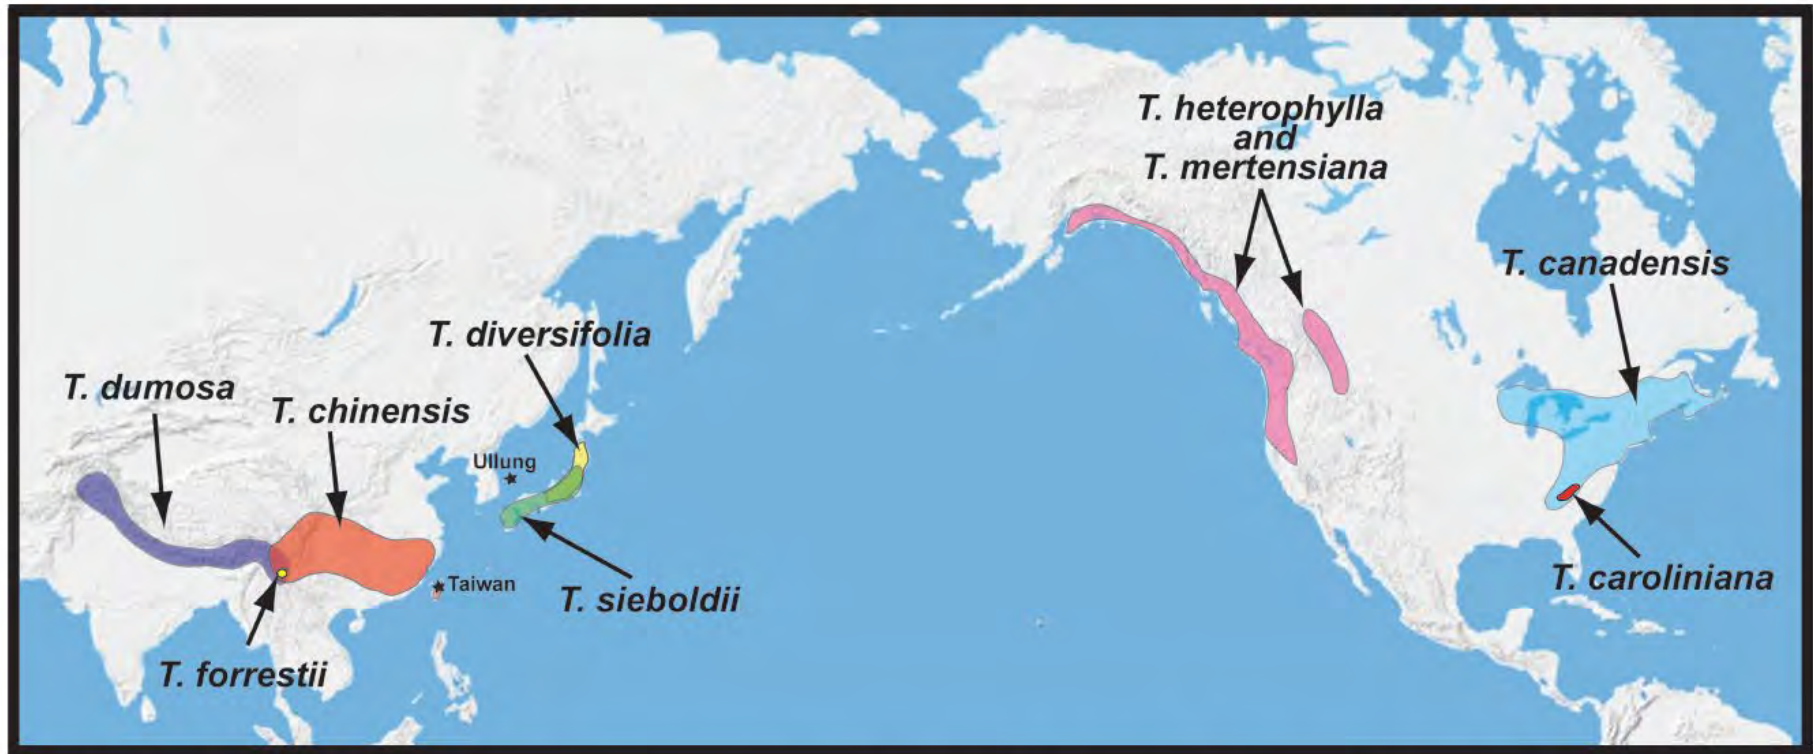 T. heterophylla
and
T. mertensiana
T. canadensis
T. diversifolia
T. dumosa
T. chinensis
Ullung
Taiwan
T. sieboldii
T. caroliniana
T. forrestii